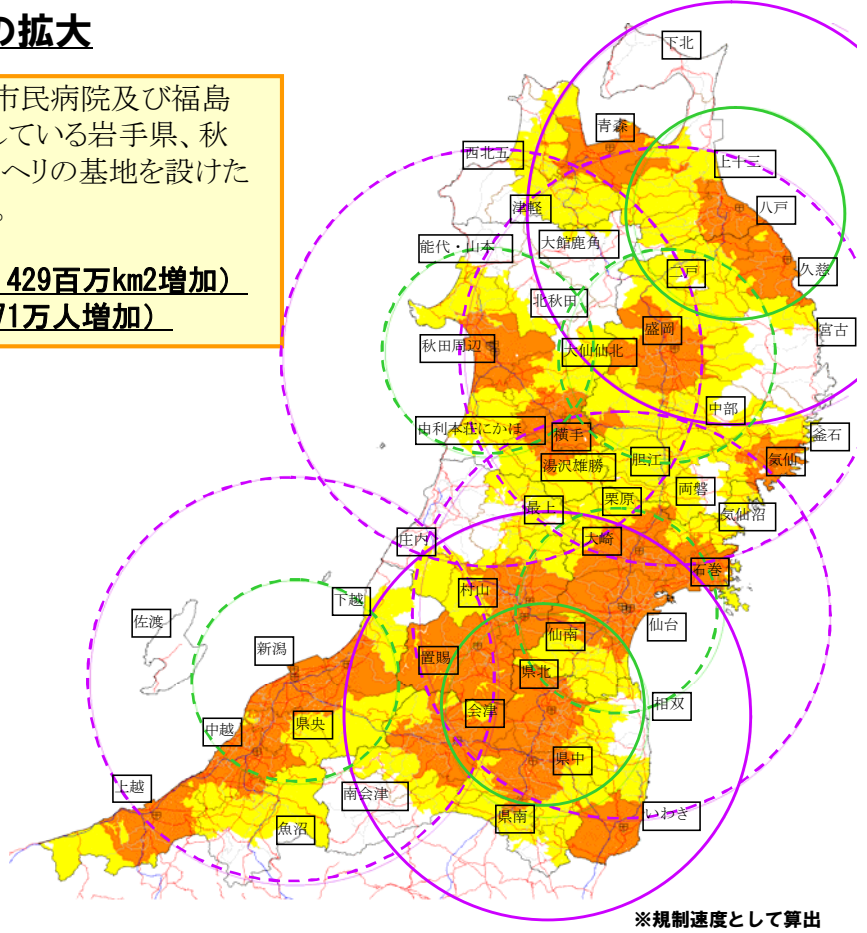 の拡大
市民病院及び福島
している岩手県、秋
ヘリの基地を設けた
。
429百万km2増加）
71万人増加）
下北
青森
西北五
上十三
津軽
八戸
能代・山本
大館鹿角
二戸
久慈
北秋田
盛岡
宮古
秋田周辺
大仙仙北
中部
由利本荘にかほ
横手
釜石
湯沢雄勝
胆江
気仙
両磐
最上
栗原
気仙沼
庄内
大崎
石巻
村山
下越
佐渡
仙台
新潟
仙南
置賜
県北
相双
中越
県央
会津
県中
上越
南会津
魚沼
県南
いわき
※規制速度として算出